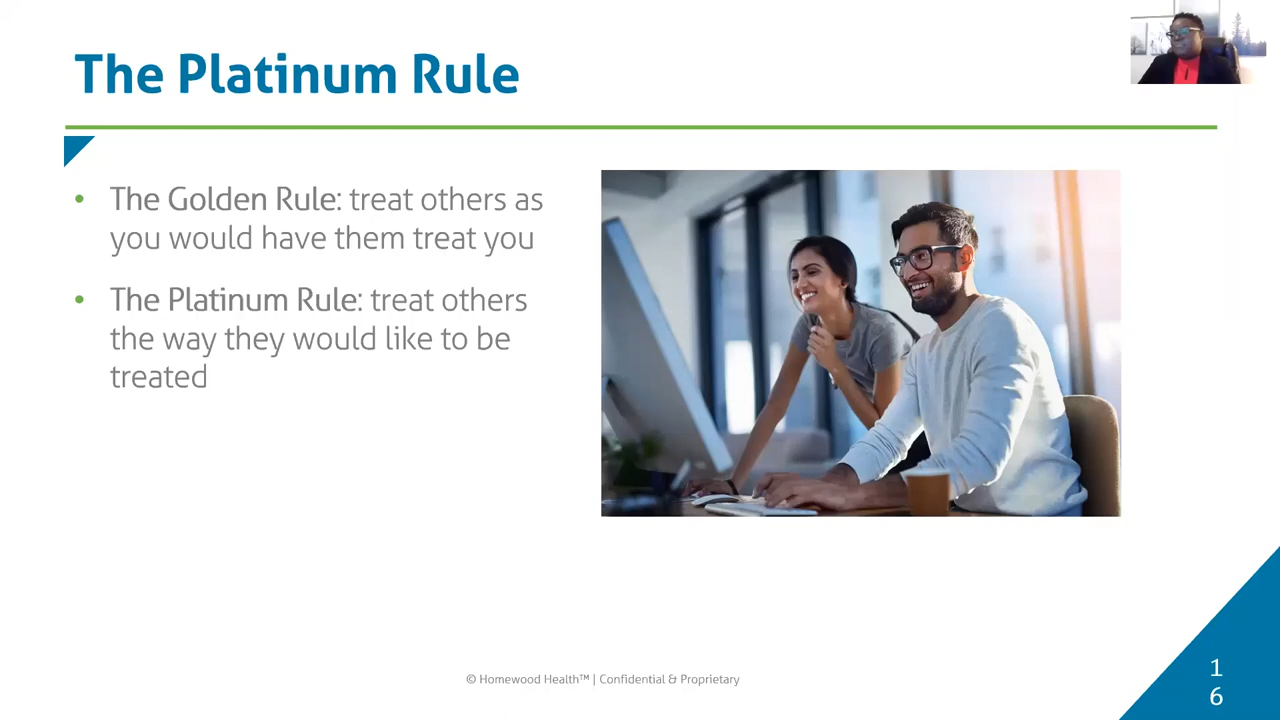 The Platinum Rule
• The Golden Rule: treat others as
you would have them treat you
• The Platinum Rule: treat others
the way they would like to be
treated
© Homewood Health™ | Confidential & Proprietary
1
6